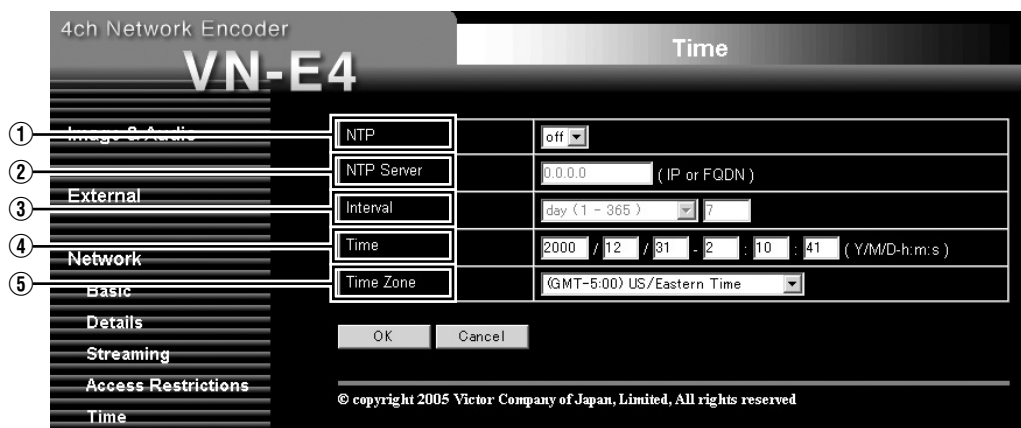 4ch Network Encoder
VN-E4
Time
① Image & Audio NTP off
② NTP Server 0.0.0.0 ( IP or FQDN )
External
③ Interval day (1 - 365 ) 7
④ Time 2000 / 12 / 31 - 2 : 10 : 41 ( Y/M/D-h:m:s )
Network
⑤ Time Zone (GMT-5:00) US/Eastern Time
Basic
Details
OK Cancel
Streaming
Access Restrictions
© copyright 2005 Victor Company of Japan, Limited, All rights reserved
Time